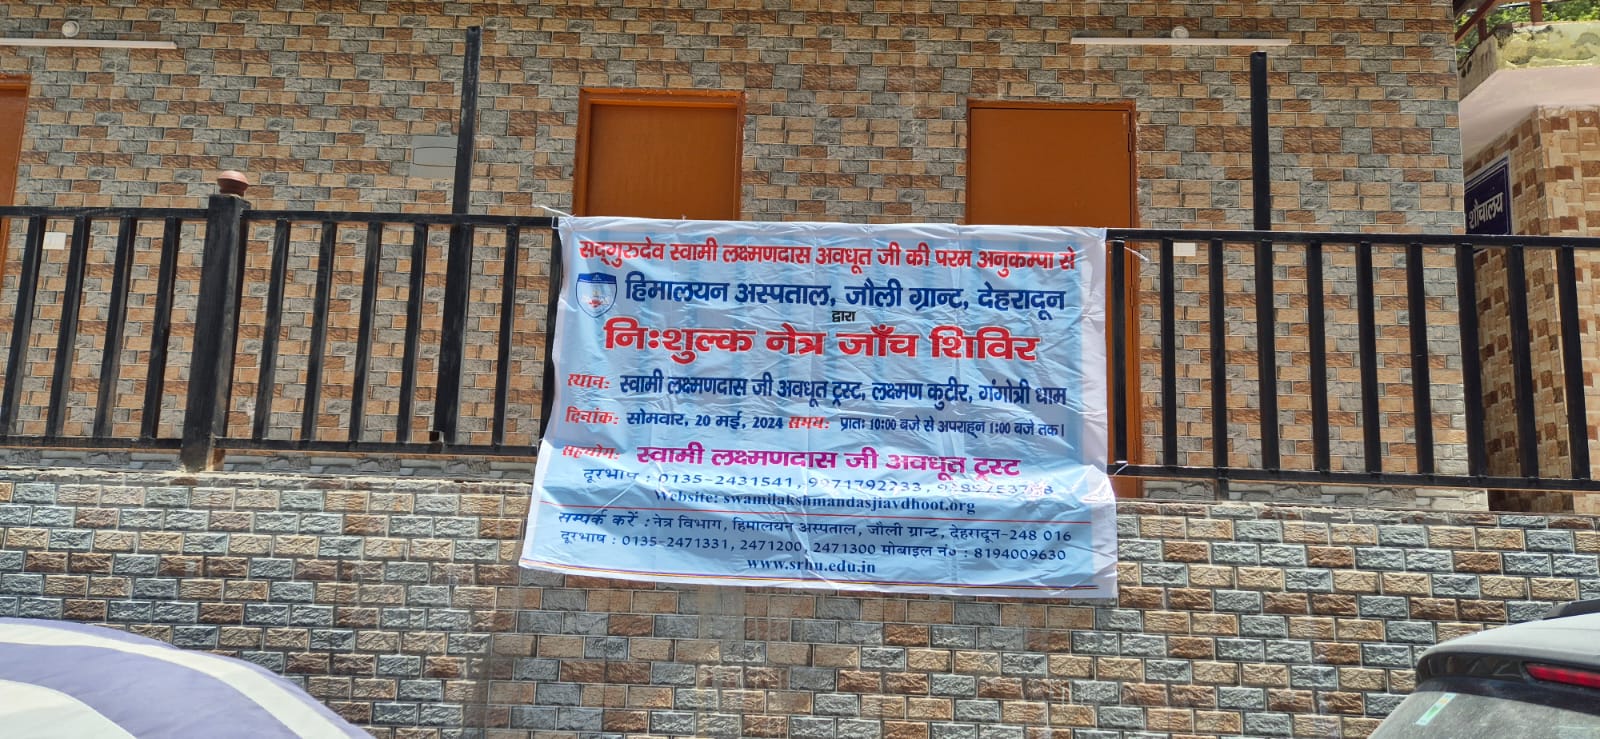 सद्गुरुदेव स्वामी लक्ष्मणदास अवधूत जी की परम अनुकम्पा से
हिमालयन अस्पताल, जौली ग्रान्ट, देहरादून
द्वारा
निःशुल्क नेत्र जाँच शिविर
स्थानः स्वामी लक्ष्मणदास जी अवधूत ट्रस्ट, लक्ष्मण कुटीर, गंगोत्री धाम
दिनांकः सोमवार, 20 मई, 2024 समयः प्रातः 10:00 बजे से अपराह्न 1:00 बजे तक।
सहयोगः स्वामी लक्ष्मणदास जी अवधूत ट्रस्ट
दूरभाष : 0135-2431541,
Website: swamilakshmandasjiavdhoot.org
सम्पर्क करें : नेत्र विभाग, हिमालयन अस्पताल, जौली ग्रान्ट, देहरादून-248 016
दूरभाष : 0135-2471331, 2471200, 2471300 मोबाइल नं० : 8194009630
www.srhu.edu.in
शौचालय